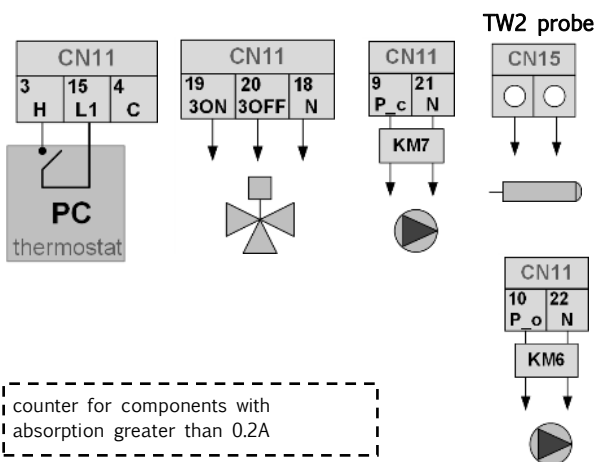 TW2 probe
CN11
3 15 4
H L1 C
PC
thermostat
CN11
19 20 18
3ON 3OFF N
CN11
9 21
P_c N
KM7
CN15
CN11
10 22
P_o N
KM6
counter for components with
absorption greater than 0.2A